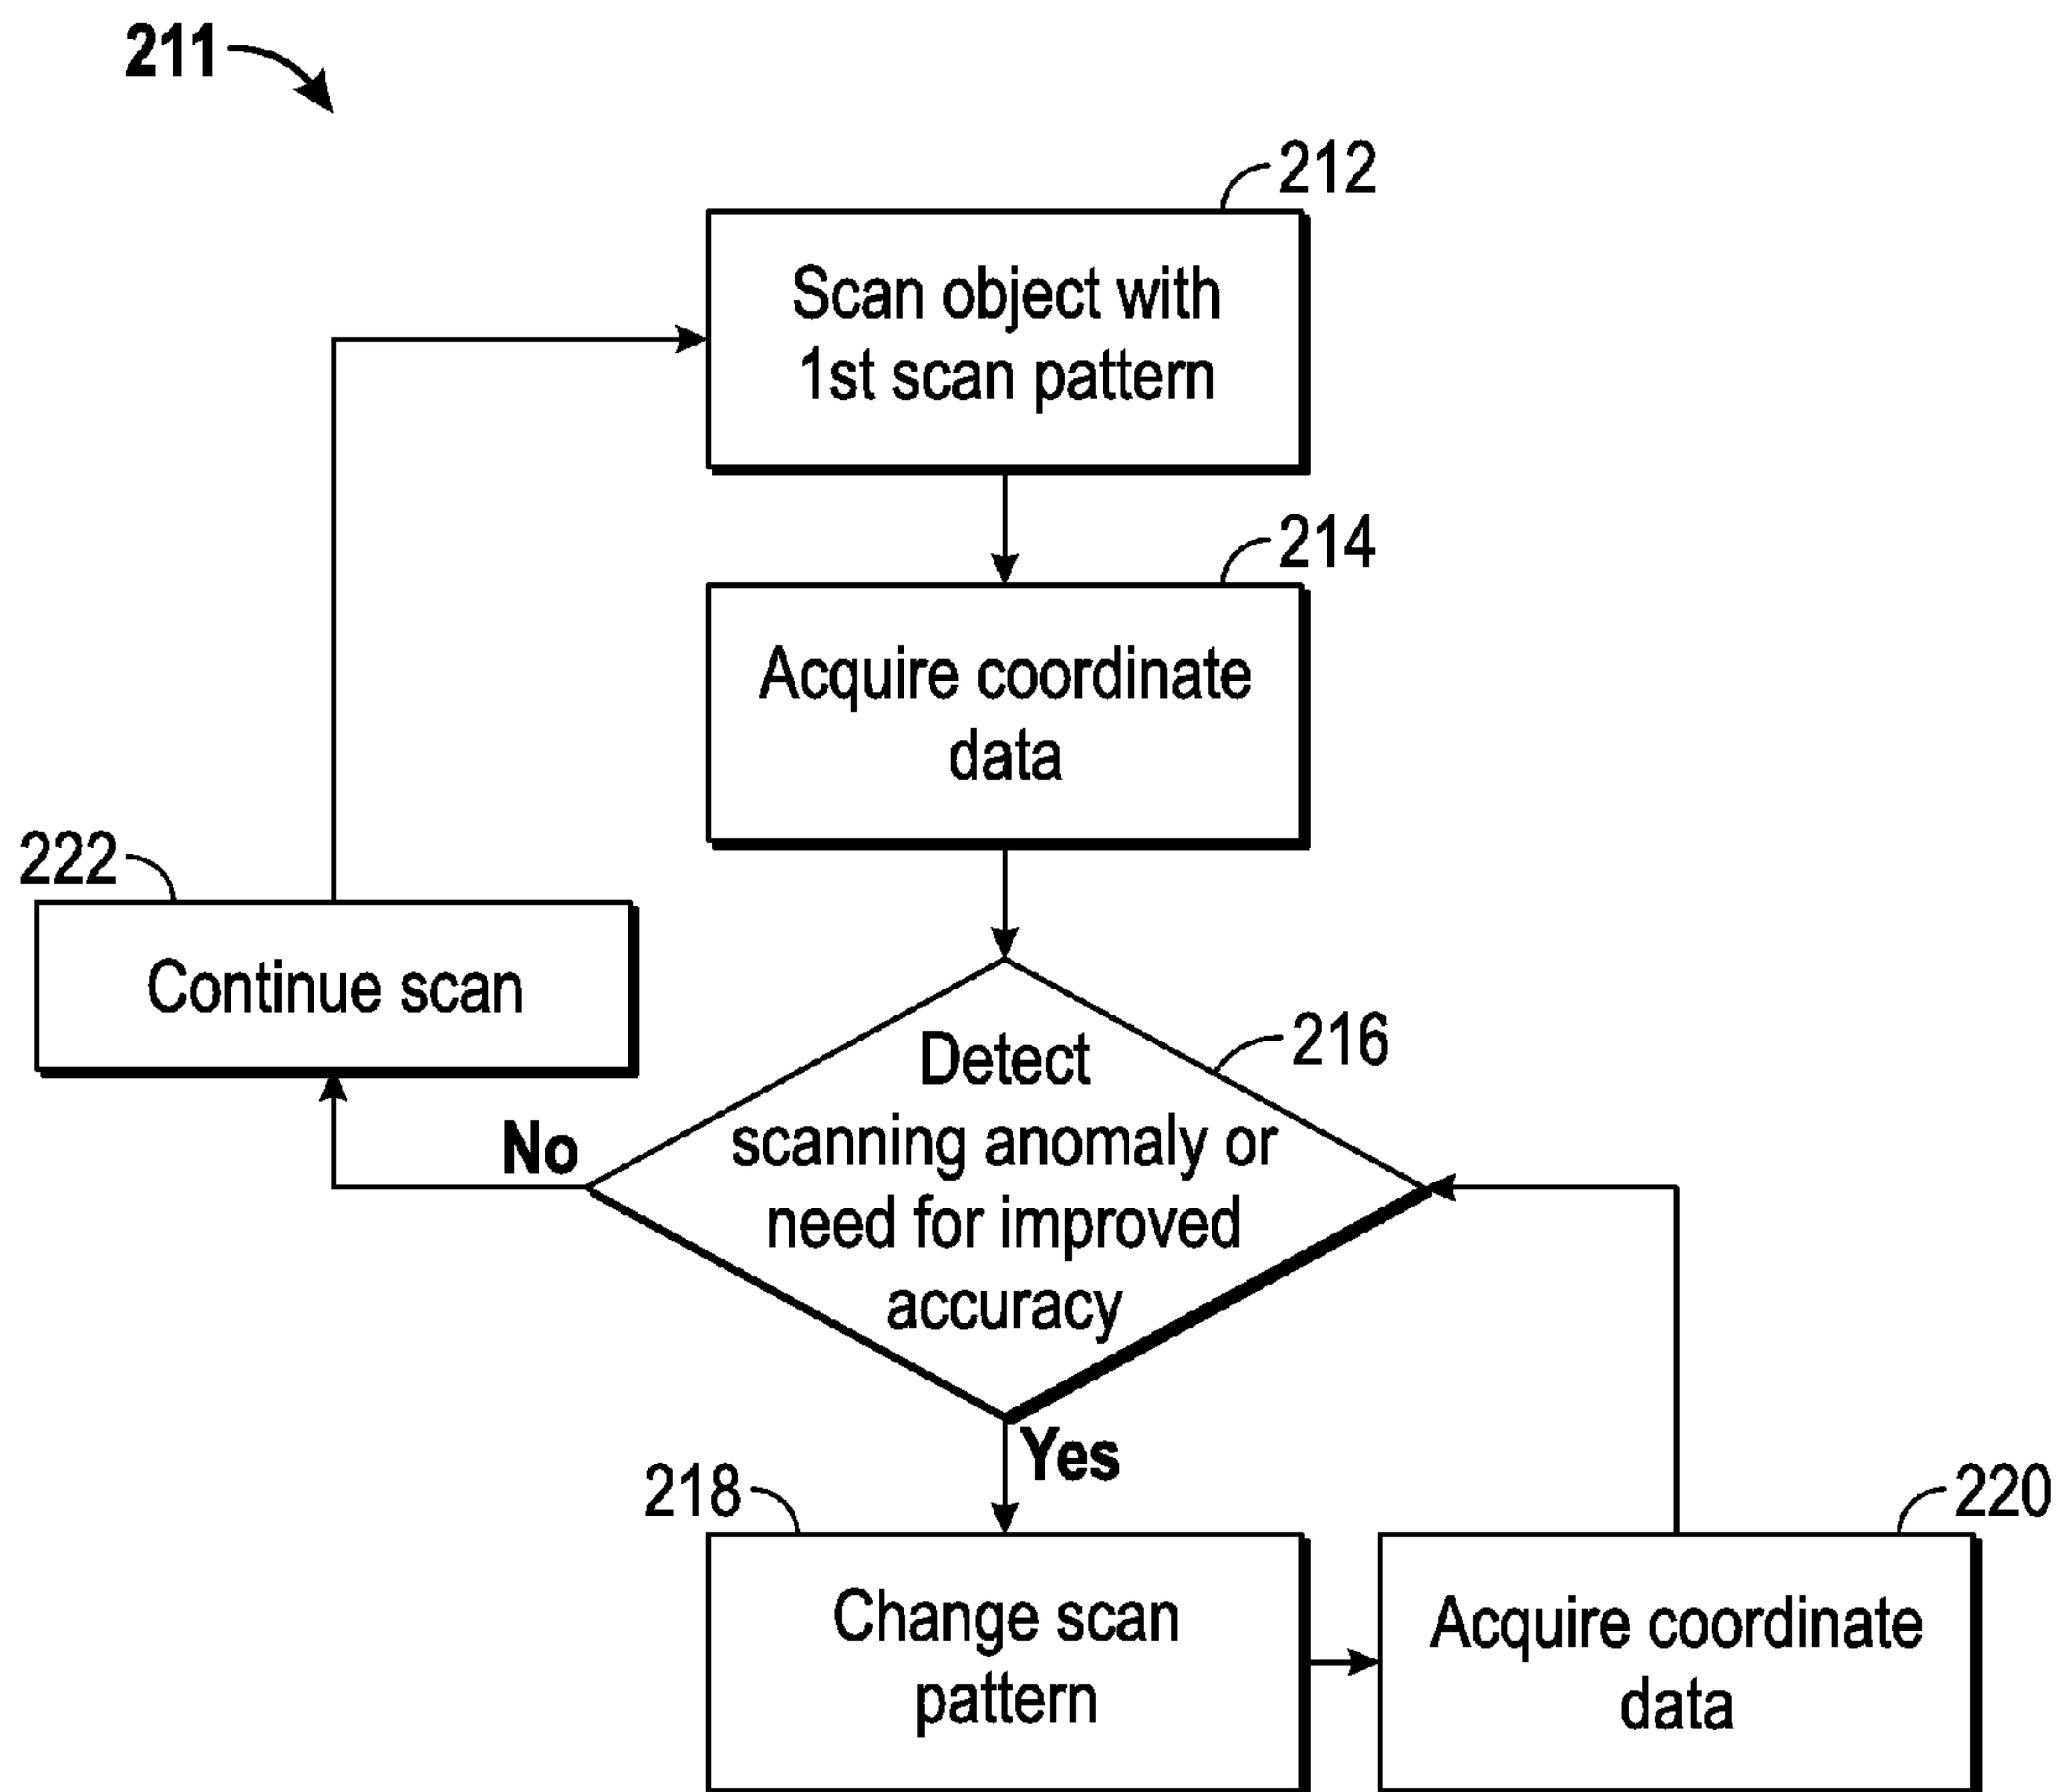 211
212
Scan object with
1st scan pattern
214
Acquire coordinate
data
222
Continue scan
216
Detect
scanning anomaly or
need for improved
accuracy
No
Yes
218
Change scan
pattern
220
Acquire coordinate
data